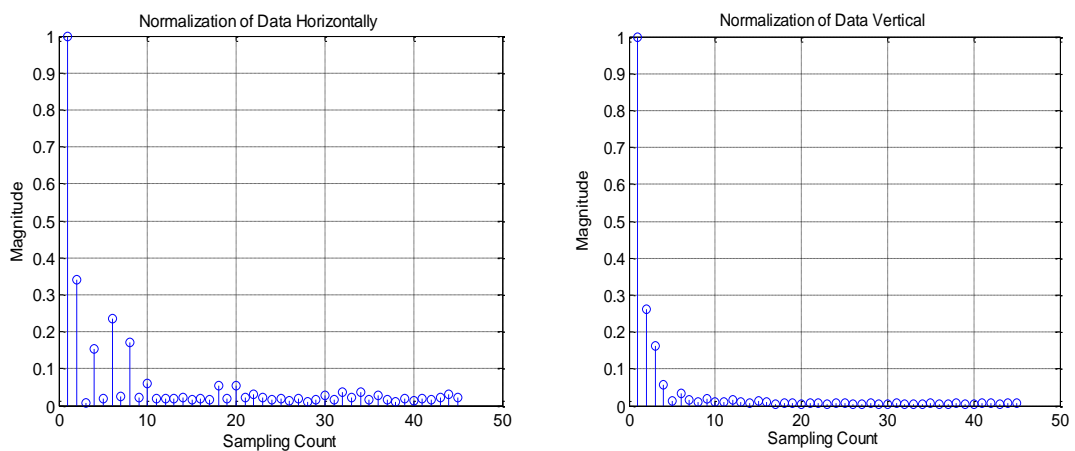 Normalization of Data Horizontally
1
0.9
0.8
0.7
0.6
0.5
0.4
0.3
0.2
0.1
0
Magnitude
0 10 20 30 40 50
Sampling Count
Normalization of Data Vertical
1
0.9
0.8
0.7
0.6
0.5
0.4
0.3
0.2
0.1
0
Magnitude
0 10 20 30 40 50
Sampling Count